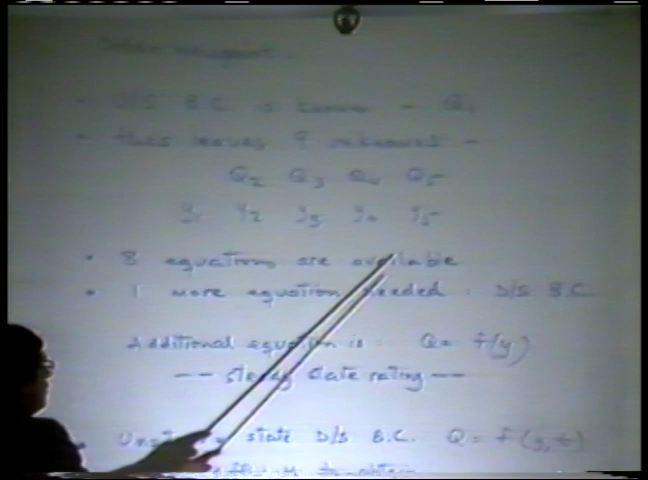 B.C. is known - Q1
thus leaves 9 unknowns -
Q2 Q3 Q4 Q5
y1 y2 y3 y4 y5
• 8 equations are available
• 1 more equation needed : D/S B.C.
Additional equation is : Q = f(y)
-- steady state rating --
• state D/S B.C. Q = f(y,t)